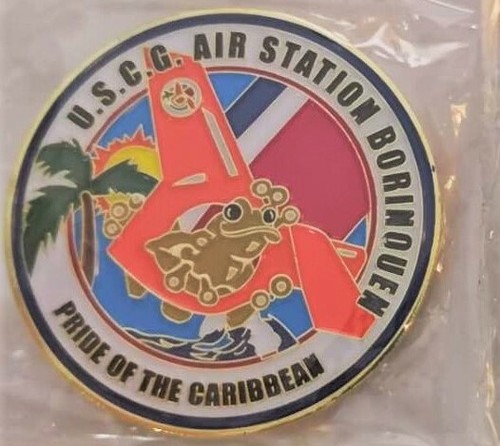 U.S.C.G. AIR STATION BORINQUEN
PRIDE OF THE CARIBBEAN